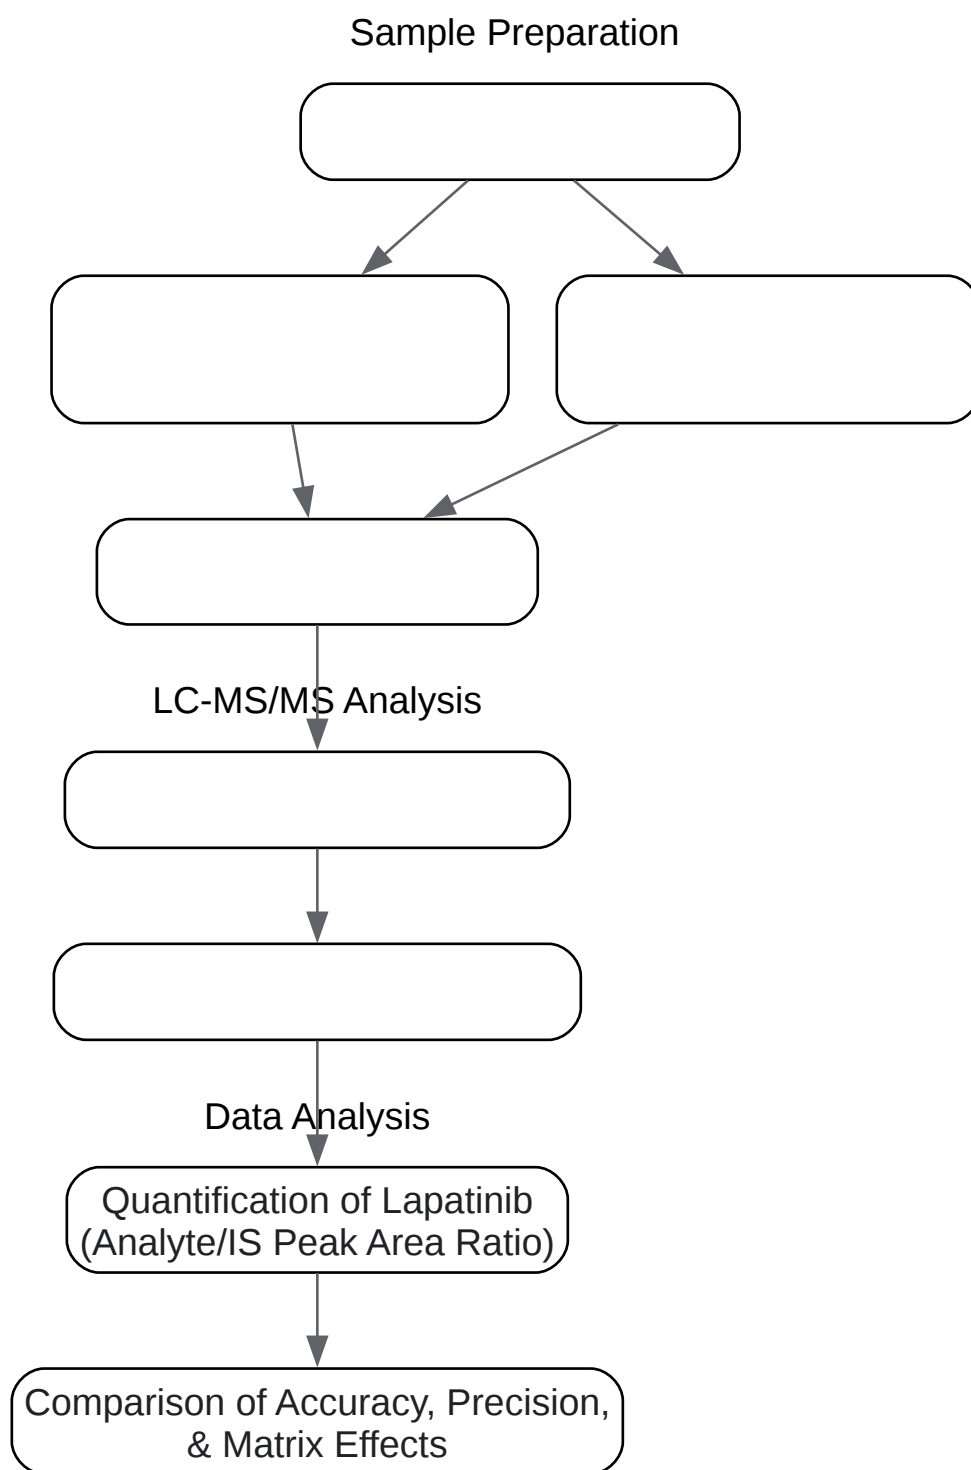 Sample Preparation
LC-MS/MS Analysis
Data Analysis
Quantification of Lapatinib
(Analyte/IS Peak Area Ratio)
Comparison of Accuracy, Precision,
& Matrix Effects